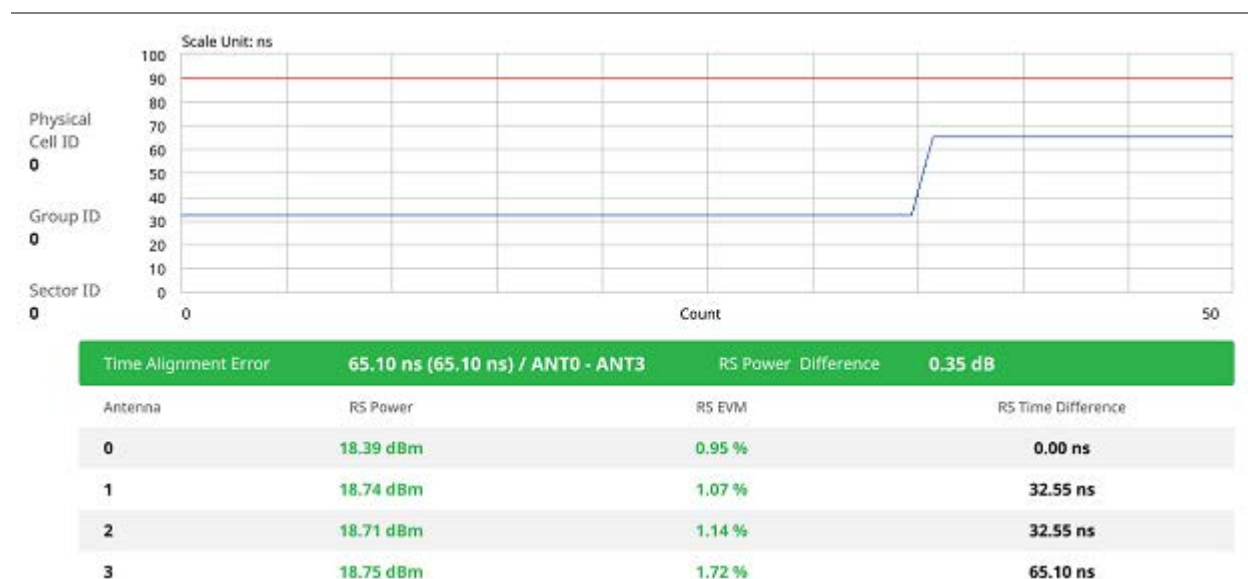 Scale Unit: ns
100
90
80
70
60
50
40
30
20
10
0
Physical
Cell ID
0
Group ID
0
Sector ID
0
0 Count 50
Time Alignment Error 65.10 ns (65.10 ns) / ANT0 - ANT3 RS Power Difference 0.35 dB
Antenna RS Power RS EVM RS Time Difference
0 18.39 dBm 0.95 % 0.00 ns
1 18.74 dBm 1.07 % 32.55 ns
2 18.71 dBm 1.14 % 32.55 ns
3 18.75 dBm 1.72 % 65.10 ns